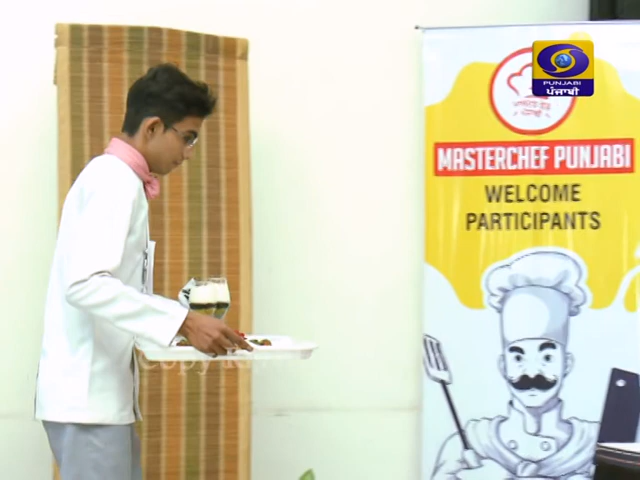 PUNJABI
ਪੰਜਾਬੀ
MASTERCHEF PUNJABI
WELCOME
PARTICIPANTS